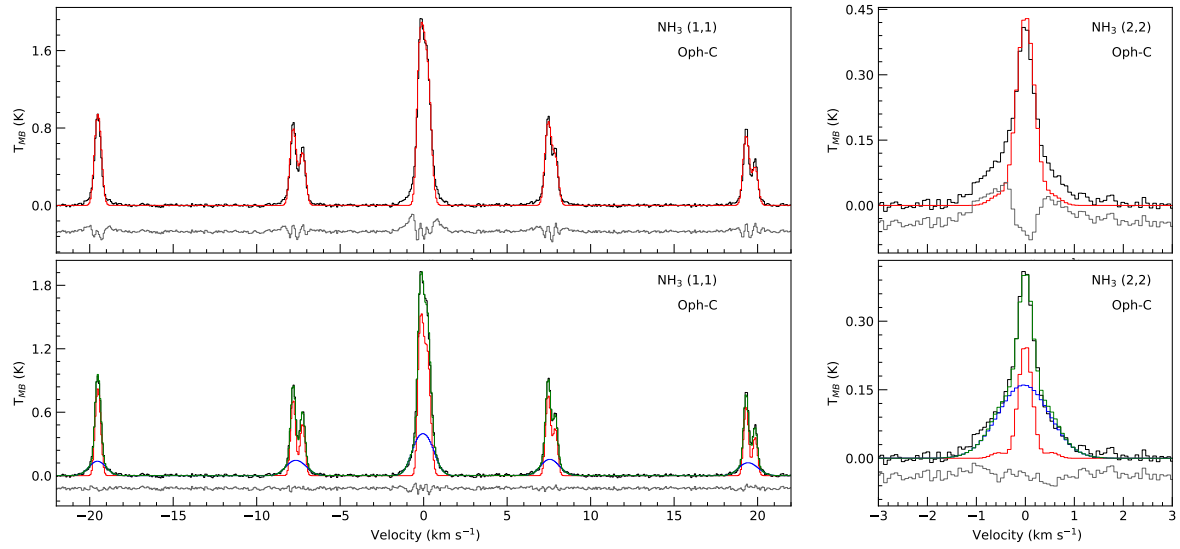 NH₃ (1,1)
Oph-C
T_MB (K)
1.6
0.8
0.0
NH₃ (2,2)
Oph-C
T_MB (K)
0.45
0.30
0.15
0.00
NH₃ (1,1)
Oph-C
T_MB (K)
1.8
1.2
0.6
0.0
−20 −15 −10 −5 0 5 10 15 20
Velocity (km s⁻¹)
NH₃ (2,2)
Oph-C
T_MB (K)
0.30
0.15
0.00
−3 −2 −1 0 1 2 3
Velocity (km s⁻¹)